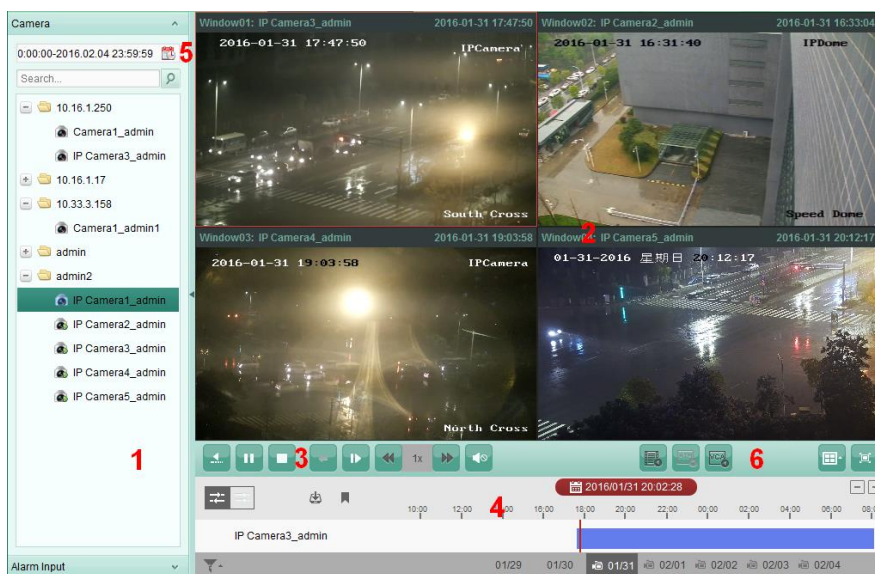 Camera
0:00:00-2016.02.04 23:59:59
5
Search...
10.16.1.250
Camera1_admin
IP Camera3_admin
10.16.1.17
10.33.3.158
Camera1_admin1
admin
admin2
IP Camera1_admin
IP Camera2_admin
IP Camera3_admin
IP Camera4_admin
IP Camera5_admin
1
Alarm Input
Window01: IP Camera3_admin 2016-01-31 17:47:50
2016-01-31 17:47:50 IPCamera
South Cross
Window02: IP Camera2_admin 2016-01-31 16:33:04
2016-01-31 16:31:40 IPDome
Speed Dome
2
Window03: IP Camera4_admin 2016-01-31 19:03:58
2016-01-31 19:03:58 IPCamera
North Cross
Window04: IP Camera5_admin 2016-01-31 20:12:17
01-31-2016 星期日 20:12:17
3
1x
VCA
6
2016/01/31 20:02:28
4
10:00 12:00 16:00 18:00 20:00 22:00 00:00 02:00 04:00 06:00
IP Camera3_admin
01/29 01/30 01/31 02/01 02/02 02/03 02/04